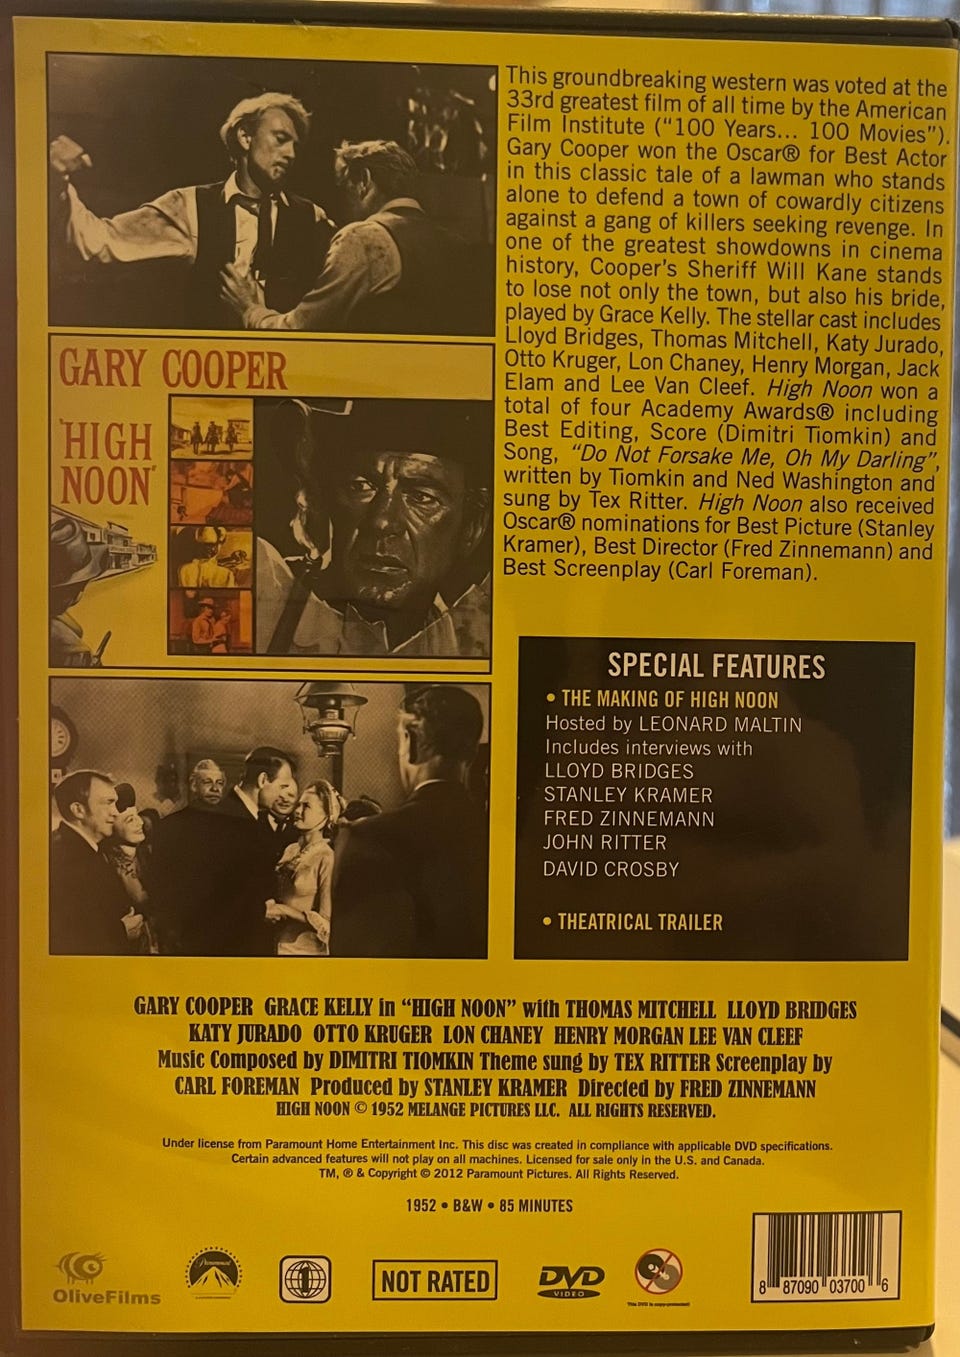 This groundbreaking western was voted at the
33rd greatest film of all time by the American
Film Institute (“100 Years... 100 Movies”).
Gary Cooper won the Oscar® for Best Actor
in this classic tale of a lawman who stands
alone to defend a town of cowardly citizens
against a gang of killers seeking revenge. In
one of the greatest showdowns in cinema
history, Cooper’s Sheriff Will Kane stands
to lose not only the town, but also his bride,
played by Grace Kelly. The stellar cast includes
Lloyd Bridges, Thomas Mitchell, Katy Jurado,
Otto Kruger, Lon Chaney, Henry Morgan, Jack
Elam and Lee Van Cleef. High Noon won a
total of four Academy Awards® including
Best Editing, Score (Dimitri Tiomkin) and
Song, “Do Not Forsake Me, Oh My Darling”,
written by Tiomkin and Ned Washington and
sung by Tex Ritter. High Noon also received
Oscar® nominations for Best Picture (Stanley
Kramer), Best Director (Fred Zinnemann) and
Best Screenplay (Carl Foreman).
GARY COOPER
"HIGH
NOON"
SPECIAL FEATURES
• THE MAKING OF HIGH NOON
Hosted by LEONARD MALTIN
Includes interviews with
LLOYD BRIDGES
STANLEY KRAMER
FRED ZINNEMANN
JOHN RITTER
DAVID CROSBY
• THEATRICAL TRAILER
GARY COOPER GRACE KELLY in “HIGH NOON” with THOMAS MITCHELL LLOYD BRIDGES
KATY JURADO OTTO KRUGER LON CHANEY HENRY MORGAN LEE VAN CLEEF
Music Composed by DIMITRI TIOMKIN Theme sung by TEX RITTER Screenplay by
CARL FOREMAN Produced by STANLEY KRAMER Directed by FRED ZINNEMANN
HIGH NOON © 1952 MELANGE PICTURES LLC. ALL RIGHTS RESERVED.
Under license from Paramount Home Entertainment Inc. This disc was created in compliance with applicable DVD specifications.
Certain advanced features will not play on all machines. Licensed for sale only in the U.S. and Canada.
TM, ® & Copyright © 2012 Paramount Pictures. All Rights Reserved.
1952 • B&W • 85 MINUTES
OliveFilms
Paramount
1
NOT RATED
DVD
VIDEO
This DVD is copy-protected
8 87090 03700 6